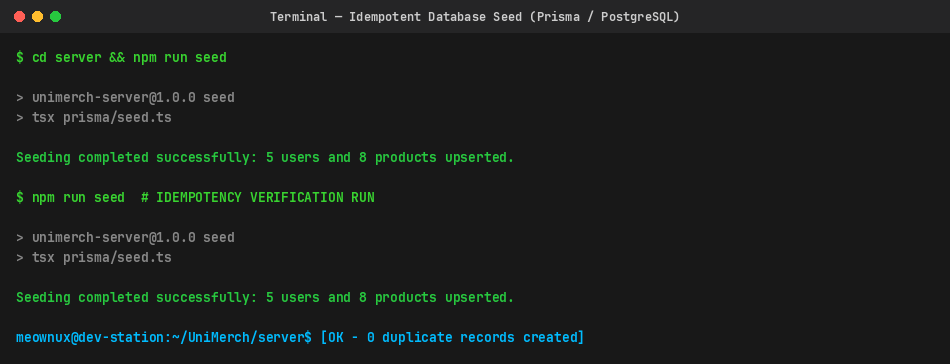 Terminal — Idempotent Database Seed (Prisma / PostgreSQL)
$ cd server && npm run seed
> unimerch-server@1.0.0 seed
> tsx prisma/seed.ts
Seeding completed successfully: 5 users and 8 products upserted.
$ npm run seed  # IDEMPOTENCY VERIFICATION RUN
> unimerch-server@1.0.0 seed
> tsx prisma/seed.ts
Seeding completed successfully: 5 users and 8 products upserted.
meownux@dev-station:~/UniMerch/server$ [OK - 0 duplicate records created]